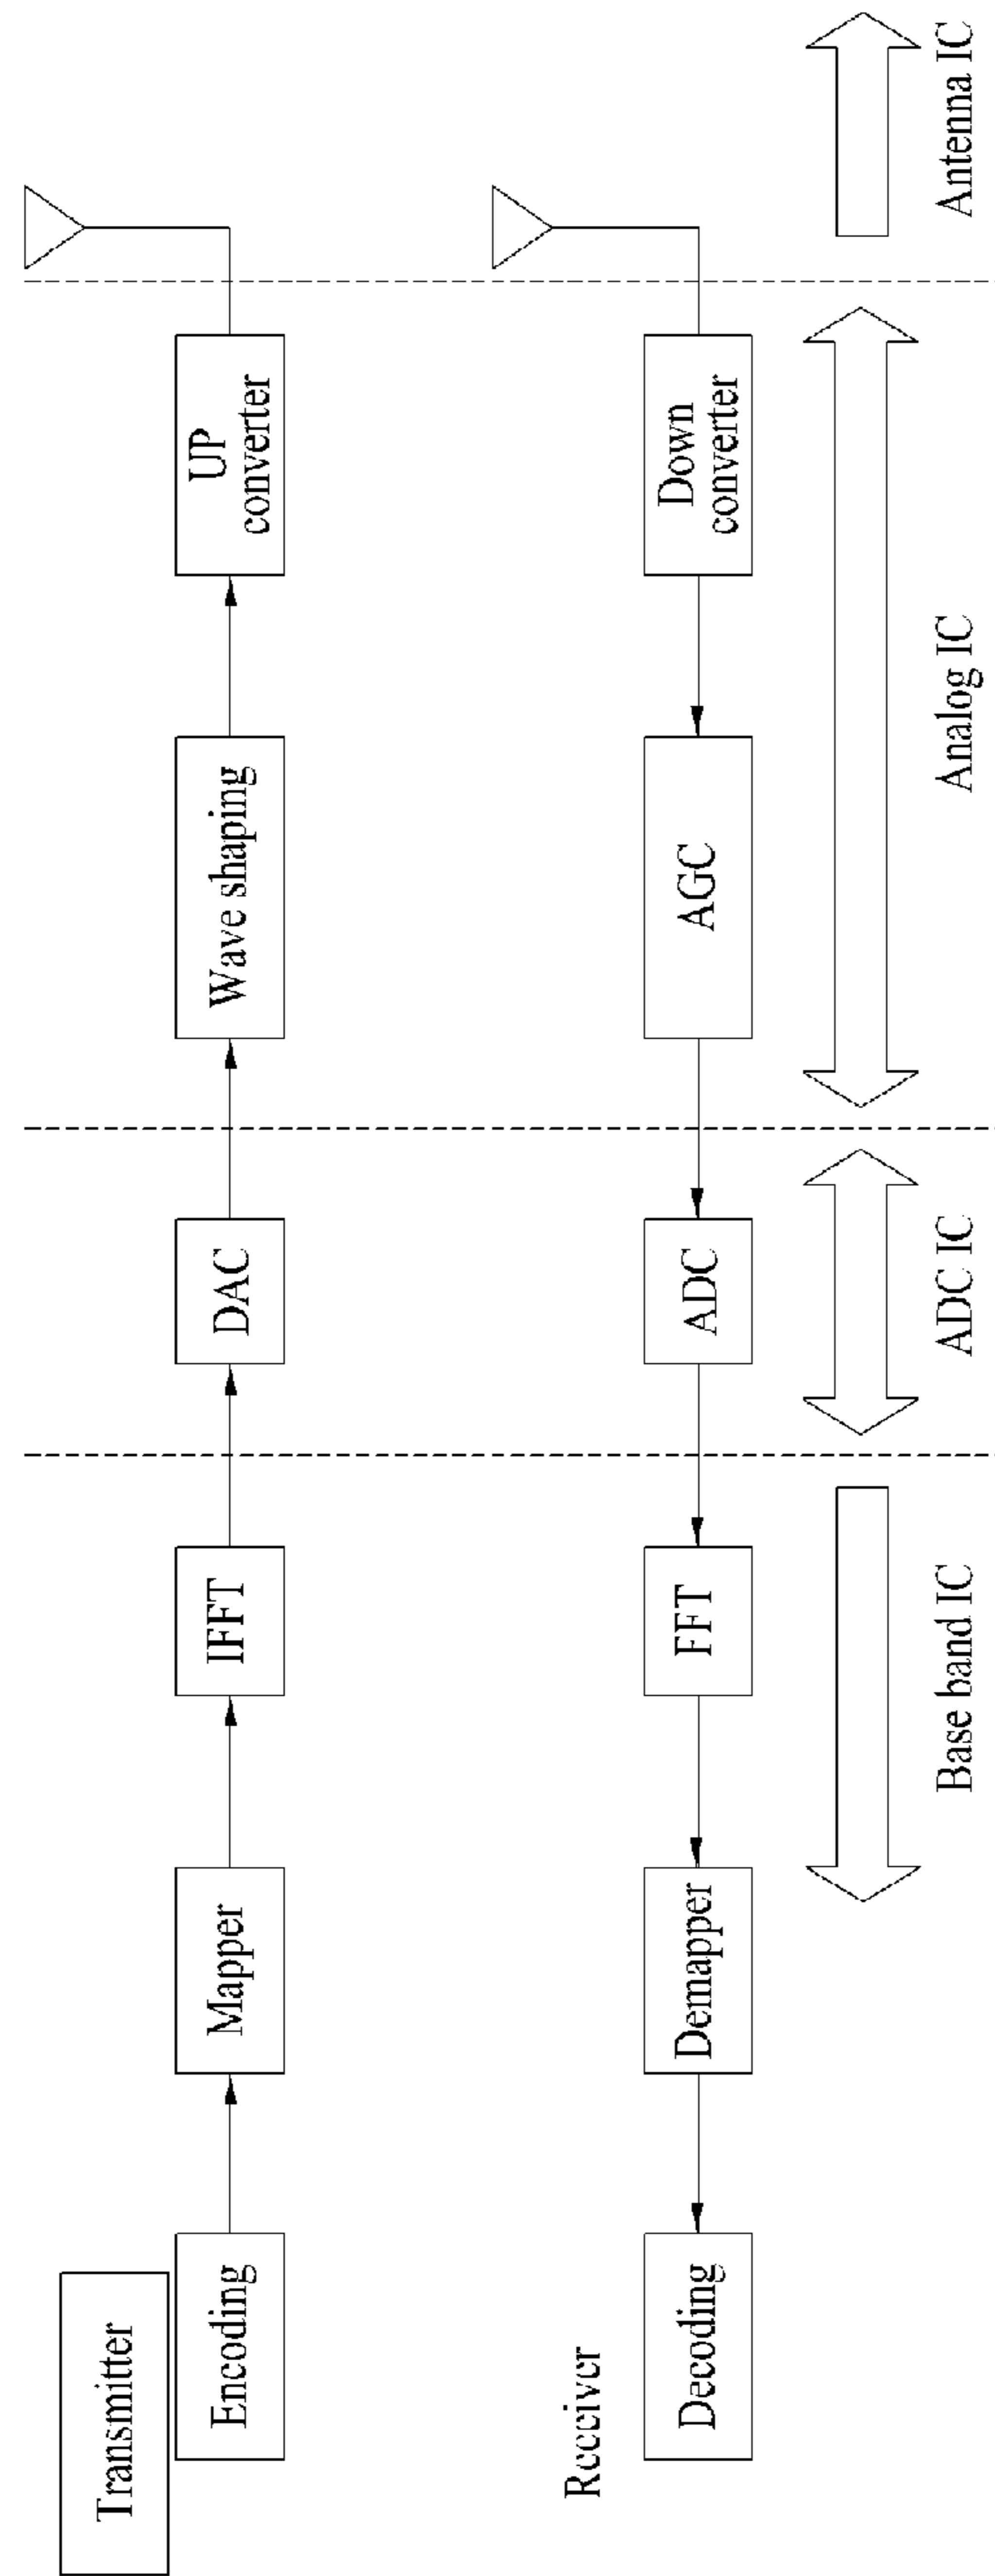 Transmitter
Encoding
Mapper
IFFT
DAC
Wave shaping
UP
converter
Receiver
Decoding
Demapper
FFT
ADC
AGC
Down
converter
Base band IC
ADC IC
Analog IC
Antenna IC